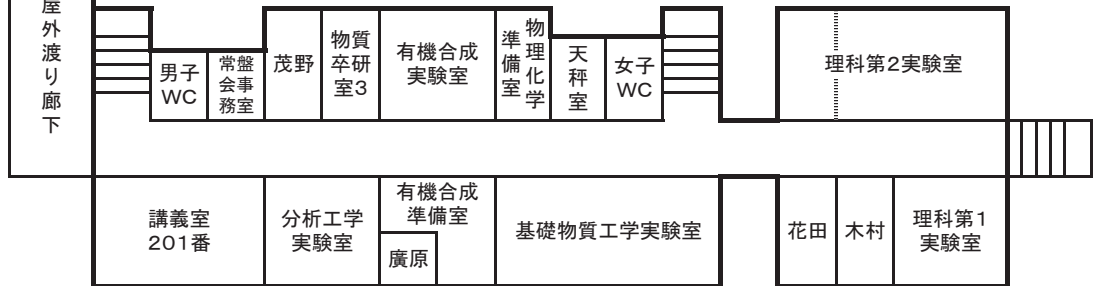 屋外渡り廊下
男子
WC
常盤
会事
務室
茂野
物質
卒研
室3
有機合成
実験室
物理化学
準備室
天秤室
女子
WC
理科第2実験室
講義室
201番
分析工学
実験室
有機合成
準備室
廣原
基礎物質工学実験室
花田
木村
理科第1
実験室